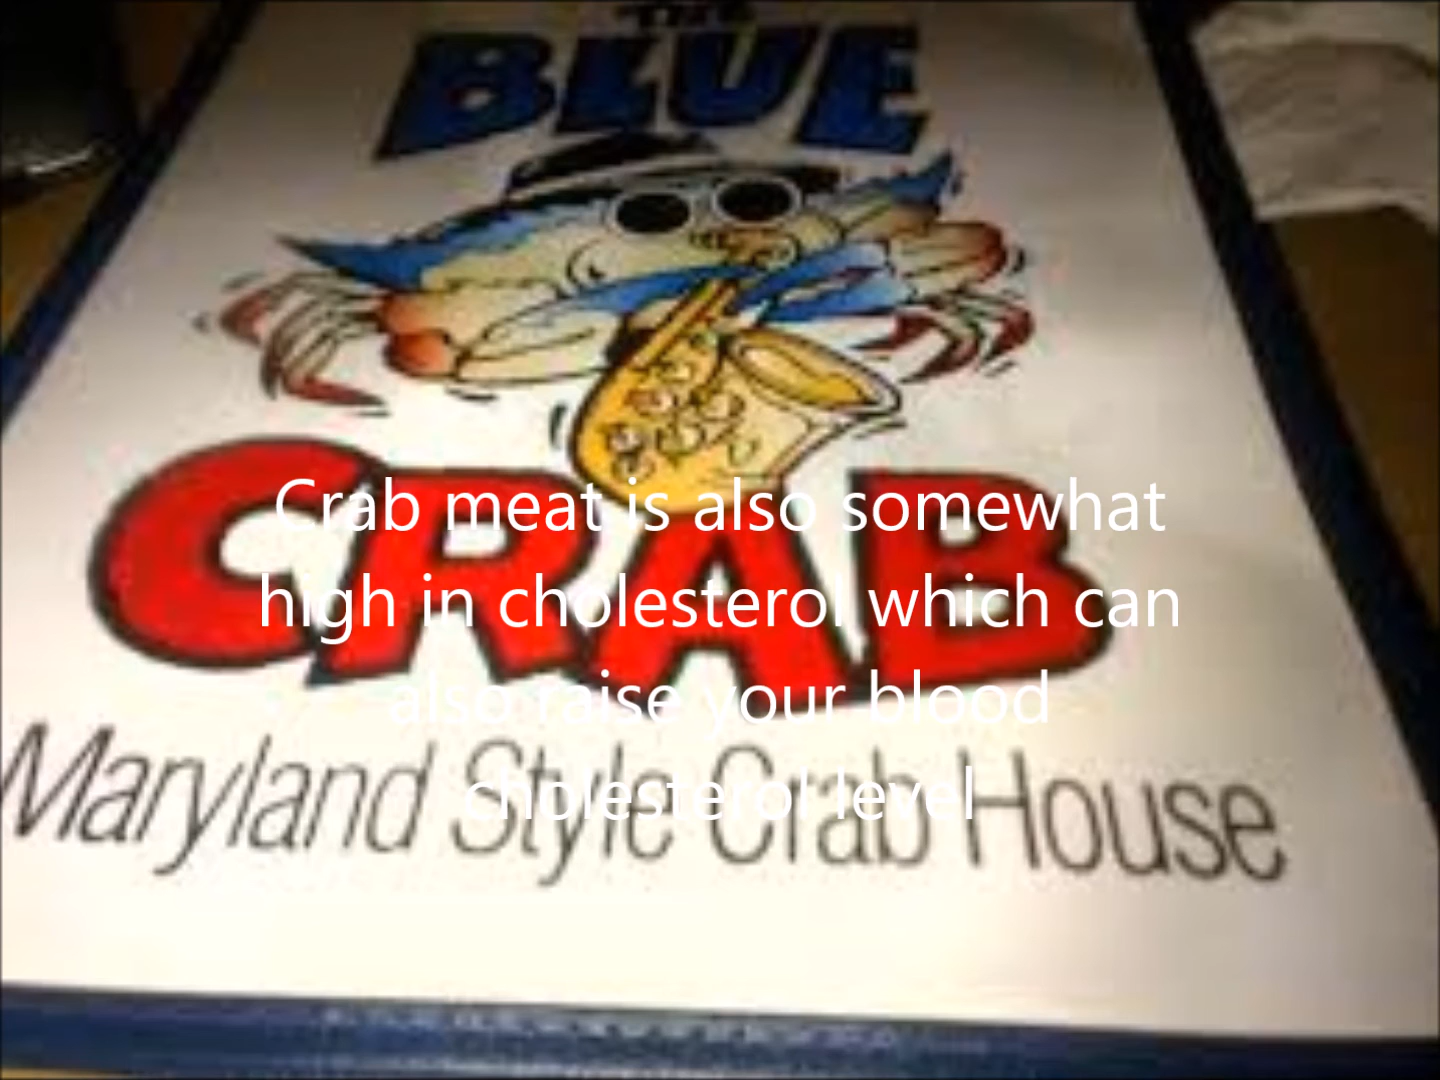 The
BLUE
CRAB
Maryland Style Crab House
Crab meat is also somewhat
high in cholesterol which can
also raise your blood
cholesterol level